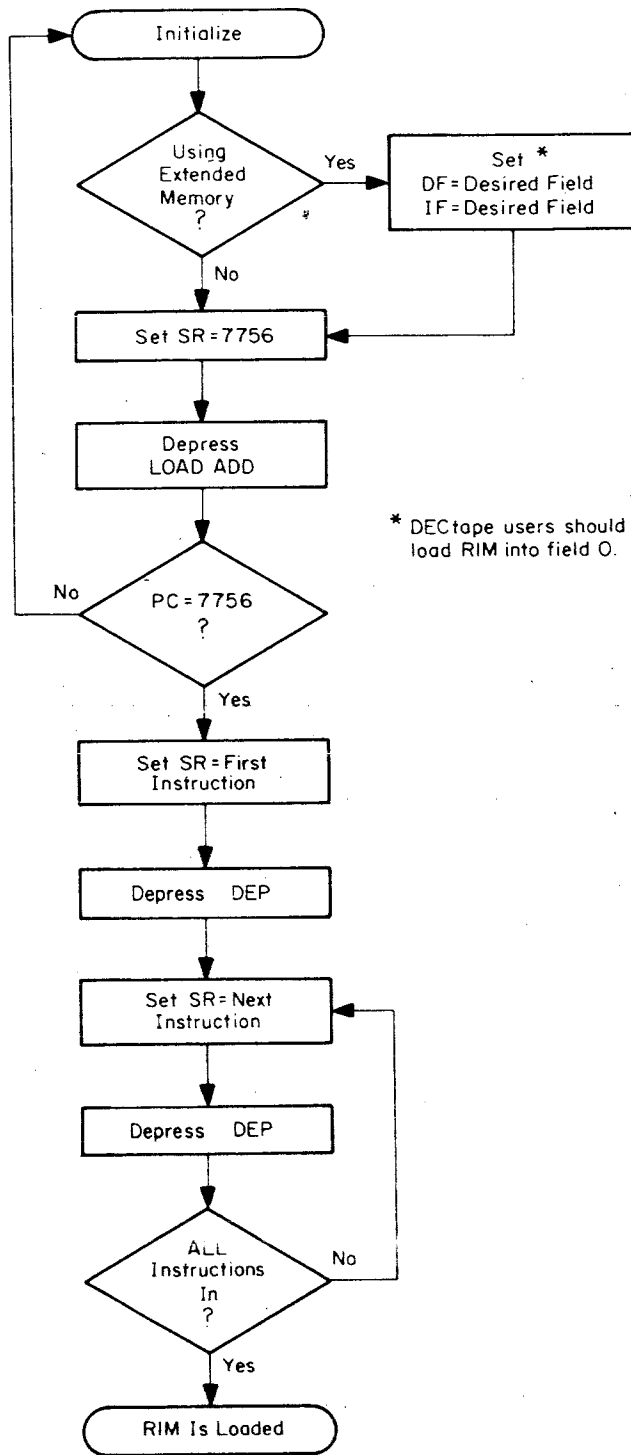 Initialize
Using
Extended
Memory
?
*
Yes
Set *
DF=Desired Field
IF=Desired Field
No
Set SR=7756
Depress
LOAD ADD
* DECtape users should
load RIM into field 0.
No
PC=7756
?
Yes
Set SR=First
Instruction
Depress DEP
Set SR=Next
Instruction
Depress DEP
ALL
Instructions
In
?
No
Yes
RIM Is Loaded